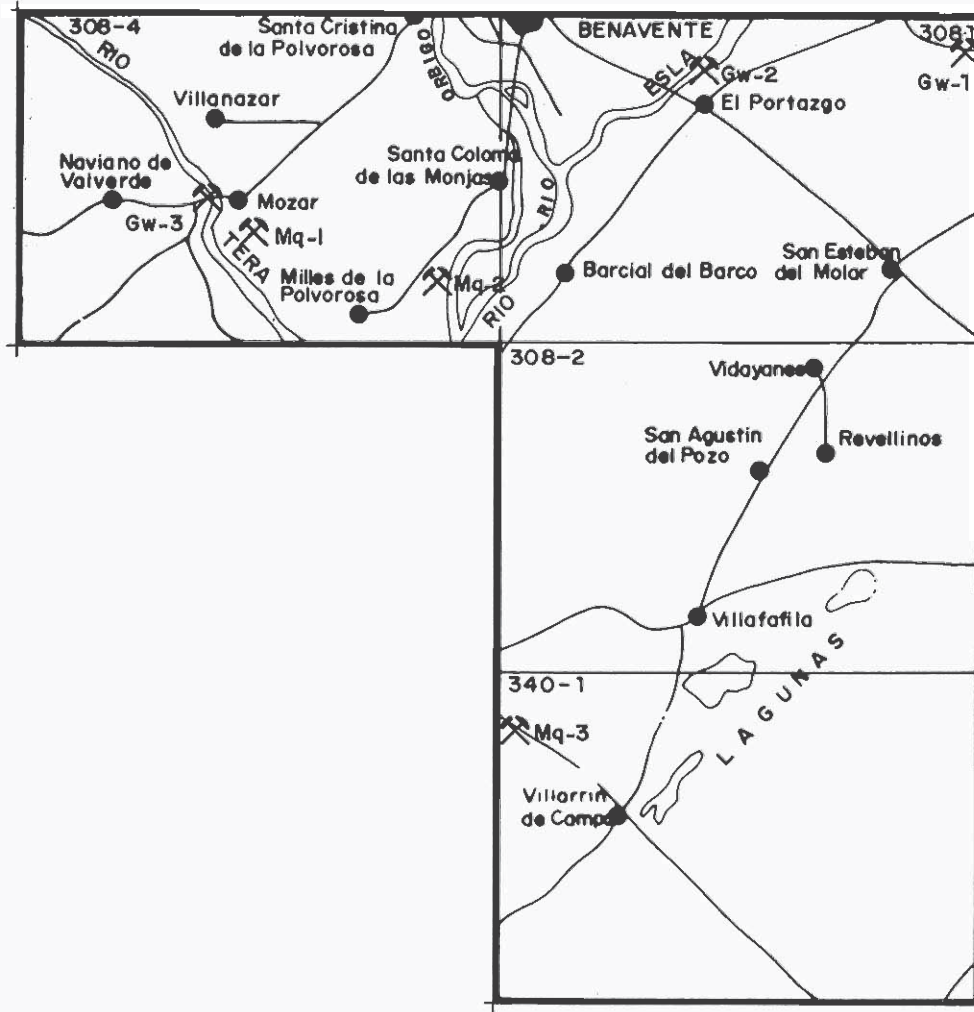 308-4
RIO
Santa Cristina
de la Polvorosa
ORBIGO
BENAVENTE
308-1
Gw-1
ESLA
Gw-2
El Portazgo
Villanazar
Naviano de
Valverde
Gw-3
Mozar
Mq-1
TERA
Santa Coloma
de las Monjas
RIO
Milles de la
Polvorosa
Mq-2
RIO
Barcial del Barco
San Esteban
del Molar
308-2
Vidayanes
San Agustin
del Pozo
Revellinos
Villafafila
LAGUNAS
340-1
Mq-3
Villarrin
de Campo